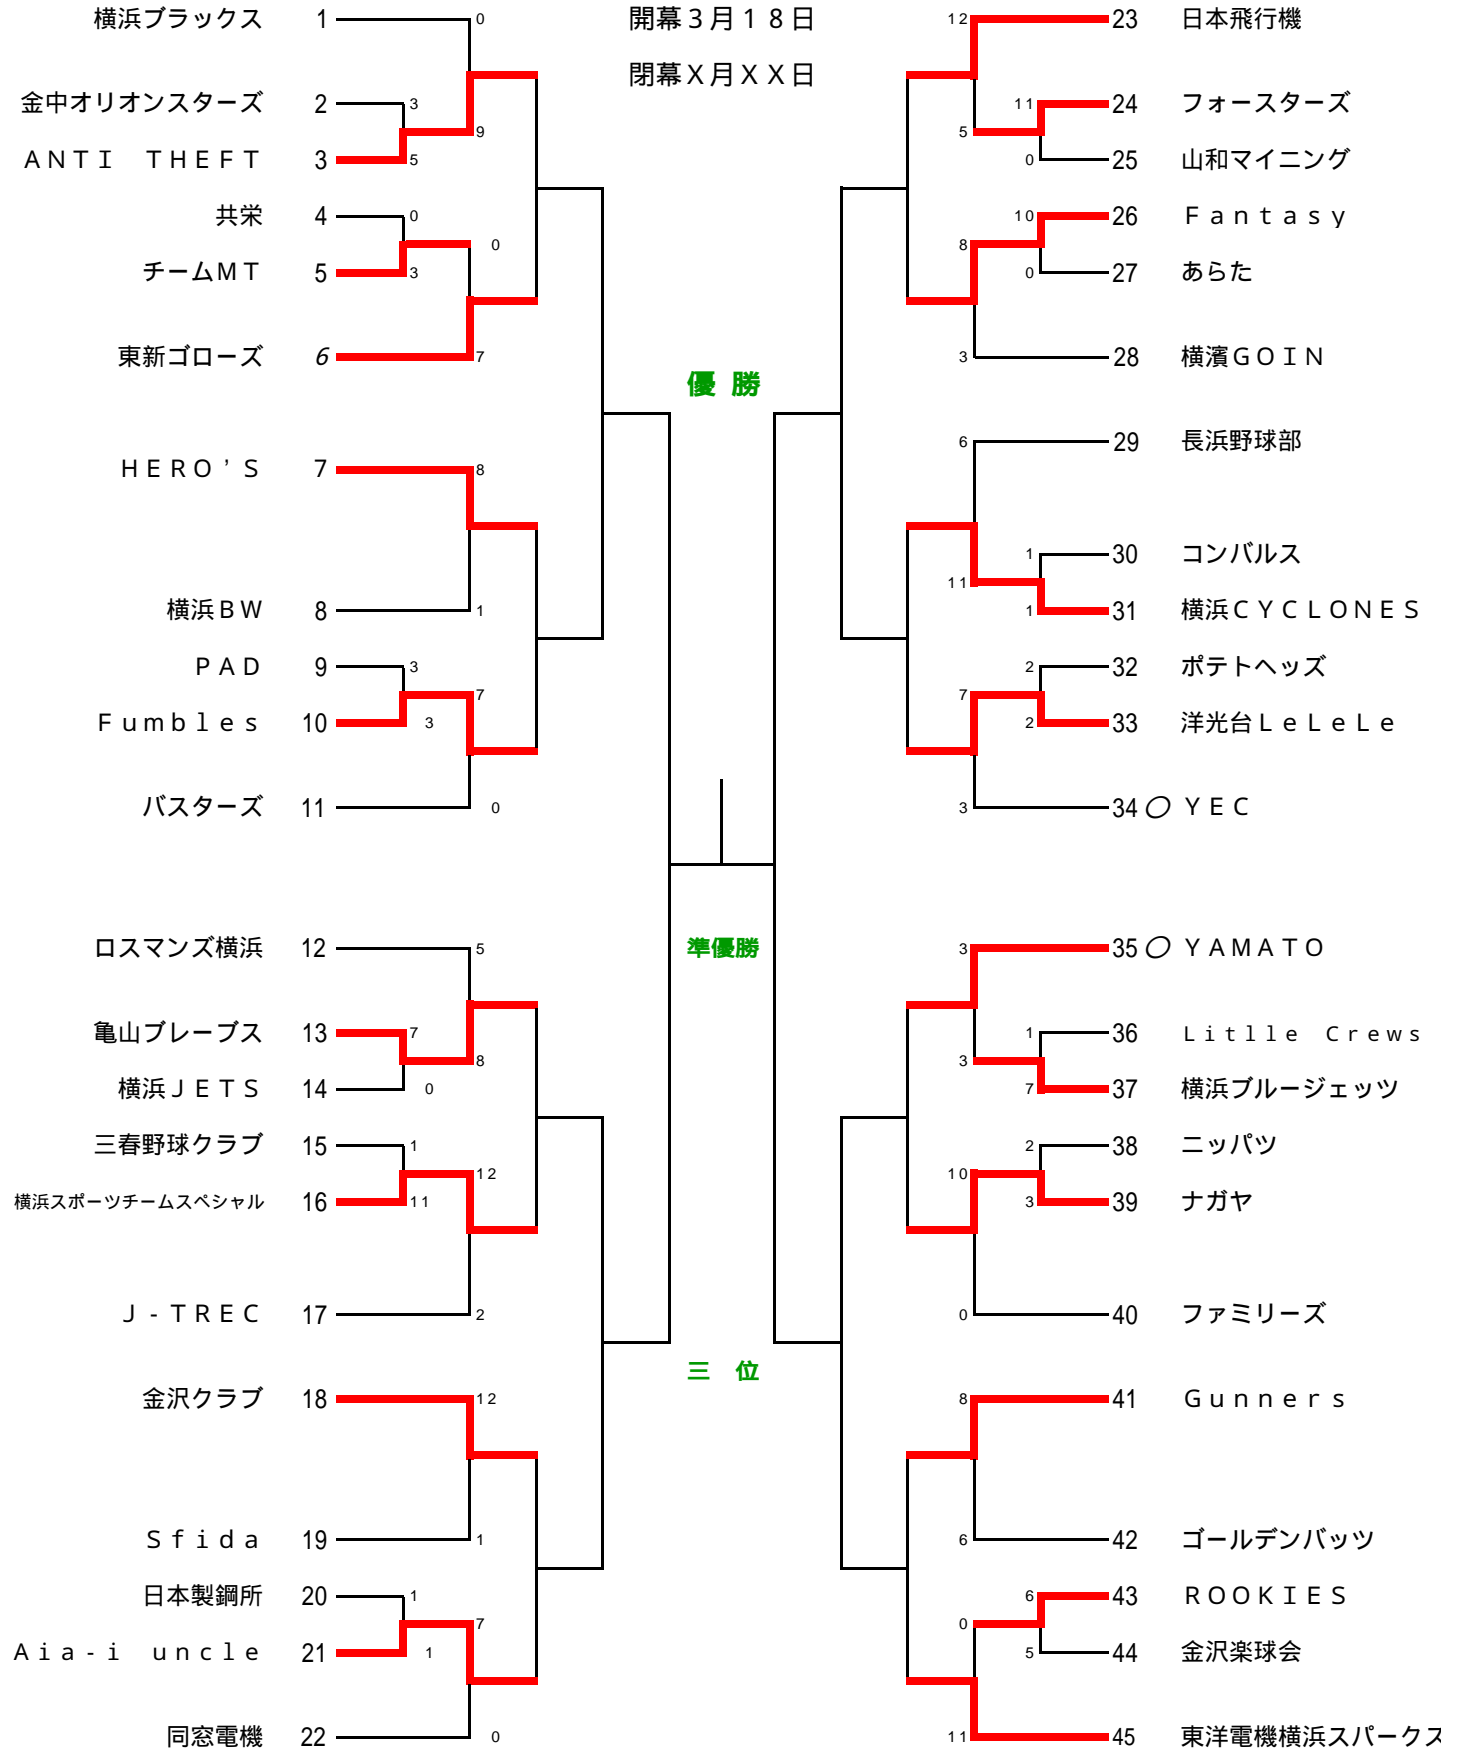 開幕３月１８日
閉幕Ｘ月ＸＸ日
横浜ブラックス 1 0
金中オリオンスターズ 2 3
9
ＡＮＴＩ　ＴＨＥＦＴ 3 5
共栄 4 0
0
チームＭＴ 5 3
東新ゴローズ 6 7
ＨＥＲＯ’Ｓ 7 8
横浜ＢＷ 8 1
ＰＡＤ 9 3
7
Ｆｕｍｂｌｅｓ 10 3
バスターズ 11 0
ロスマンズ横浜 12 5
亀山ブレーブス 13 7
8
横浜ＪＥＴＳ 14 0
三春野球クラブ 15 1
12
横浜スポーツチームスペシャル 16 11
Ｊ-ＴＲＥＣ 17 2
金沢クラブ 18 12
Ｓｆｉｄａ 19 1
日本製鋼所 20 1
7
Ａｉａ-ｉ　ｕｎｃｌｅ 21 1
同窓電機 22 0
優 勝
準優勝
三　位
12 23 日本飛行機
11 24 フォースターズ
5
0 25 山和マイニング
10 26 Ｆａｎｔａｓｙ
8
0 27 あらた
3 28 横濱ＧＯＩＮ
6 29 長浜野球部
1 30 コンバルス
11
1 31 横浜ＣＹＣＬＯＮＥＳ
2 32 ポテトヘッズ
7
2 33 洋光台ＬｅＬｅＬｅ
3 34 〇 ＹＥＣ
3 35 〇 ＹＡＭＡＴＯ
1 36 Ｌｉｔｌｌｅ　Ｃｒｅｗｓ
3
7 37 横浜ブルージェッツ
2 38 ニッパツ
10
3 39 ナガヤ
0 40 ファミリーズ
8 41 Ｇｕｎｎｅｒｓ
6 42 ゴールデンバッツ
6 43 ＲＯＯＫＩＥＳ
0
5 44 金沢楽球会
11 45 東洋電機横浜スパークス